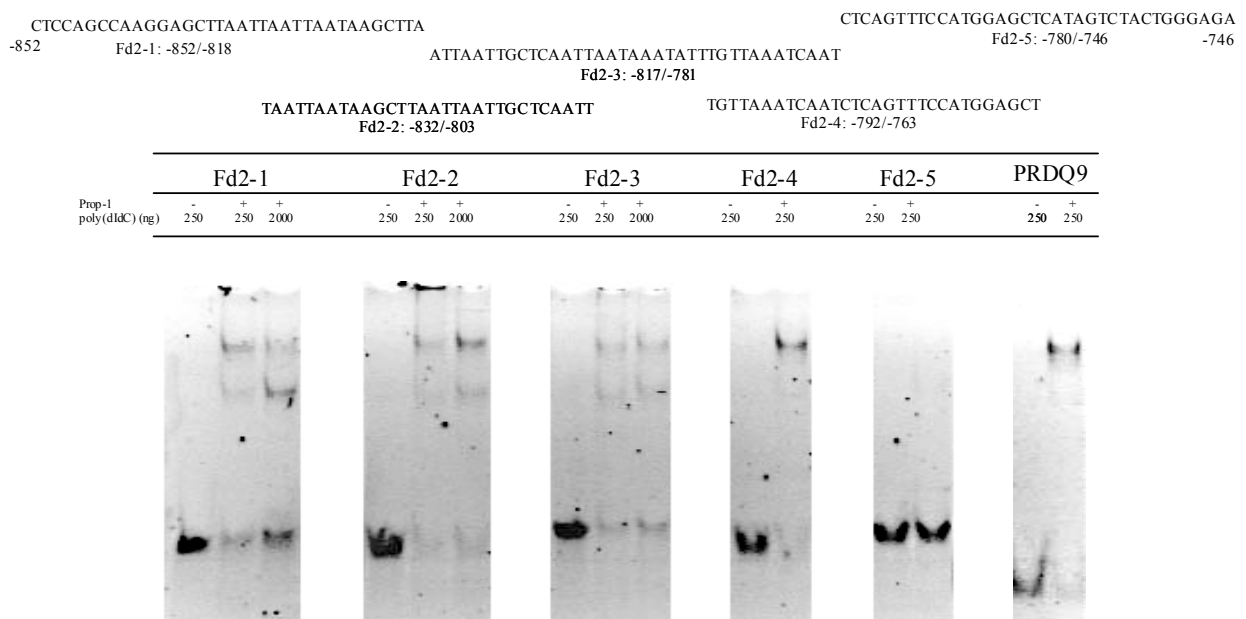 CTCCAGCCAAGGAGCTTAATTAATTAATAAGCTTA
-852 Fd2-1: -852/-818
CTCAGTTTCCATGGAGCTCATAGTCTACTGGGAGA
Fd2-5: -780/-746 -746
ATTAATTGCTCAATTAATAAATATTTGTTAAATCAAT
Fd2-3: -817/-781
TAATTAATAAGCTTAATTAATTGCTCAATT
Fd2-2: -832/-803
TGTTAAATCAATCTCAGTTTCCATGGAGCT
Fd2-4: -792/-763
Fd2-1 Fd2-2 Fd2-3 Fd2-4 Fd2-5 PRDQ9
Prop-1 - + + - + + - + + - + - + - +
poly(dIdC) (ng) 250 250 2000 250 250 2000 250 250 2000 250 250 250 250 250 250